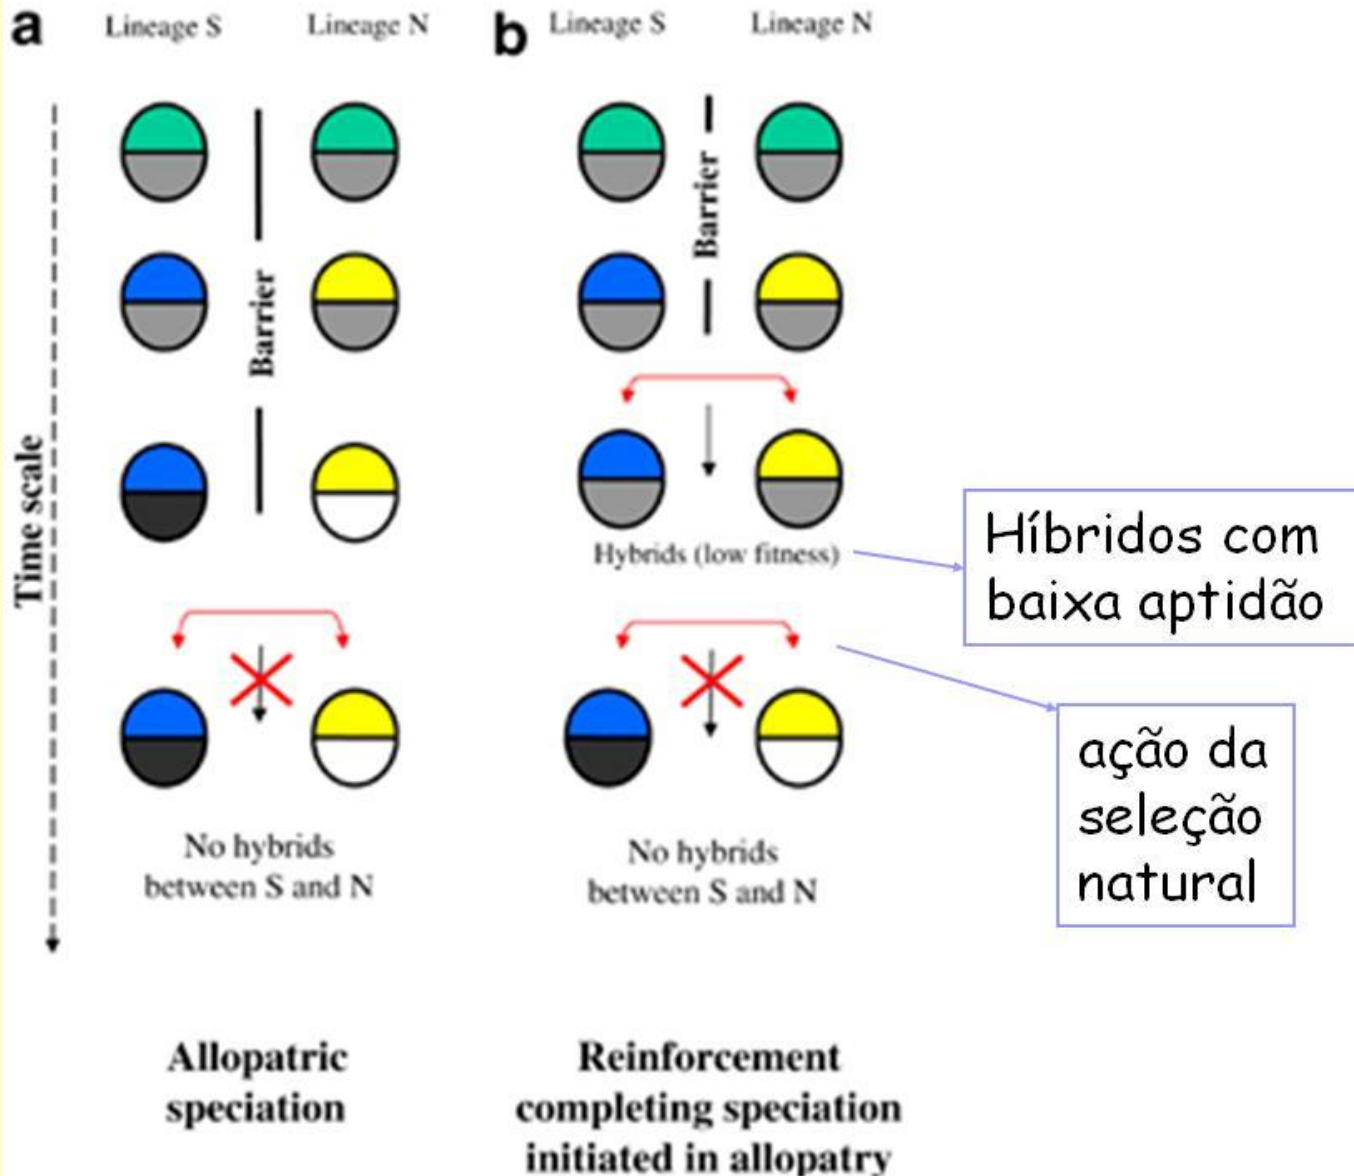 a
Lineage S
Lineage N
Time scale
Barrier
No hybrids
between S and N
Allopatric
speciation
b
Lineage S
Lineage N
Barrier
Hybrids (low fitness)
No hybrids
between S and N
Reinforcement
completing speciation
initiated in allopatry
Híbridos com
baixa aptidão
ação da
seleção
natural